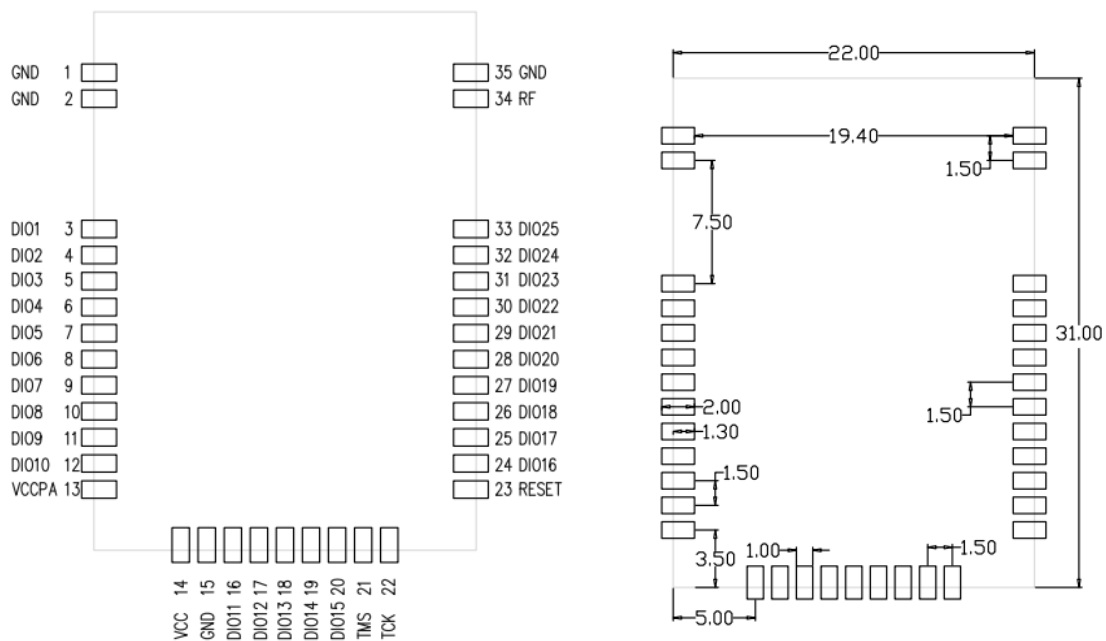 GND 1
GND 2
DIO1 3
DIO2 4
DIO3 5
DIO4 6
DIO5 7
DIO6 8
DIO7 9
DIO8 10
DIO9 11
DIO10 12
VCCPA 13
35 GND
34 RF
33 DIO25
32 DIO24
31 DIO23
30 DIO22
29 DIO21
28 DIO20
27 DIO19
26 DIO18
25 DIO17
24 DIO16
23 RESET
VCC 14
GND 15
DIO11 16
DIO12 17
DIO13 18
DIO14 19
DIO15 20
TMS 21
TCK 22
22.00
19.40
1.50
7.50
31.00
1.50
2.00
1.30
1.50
3.50
1.00
1.50
5.00